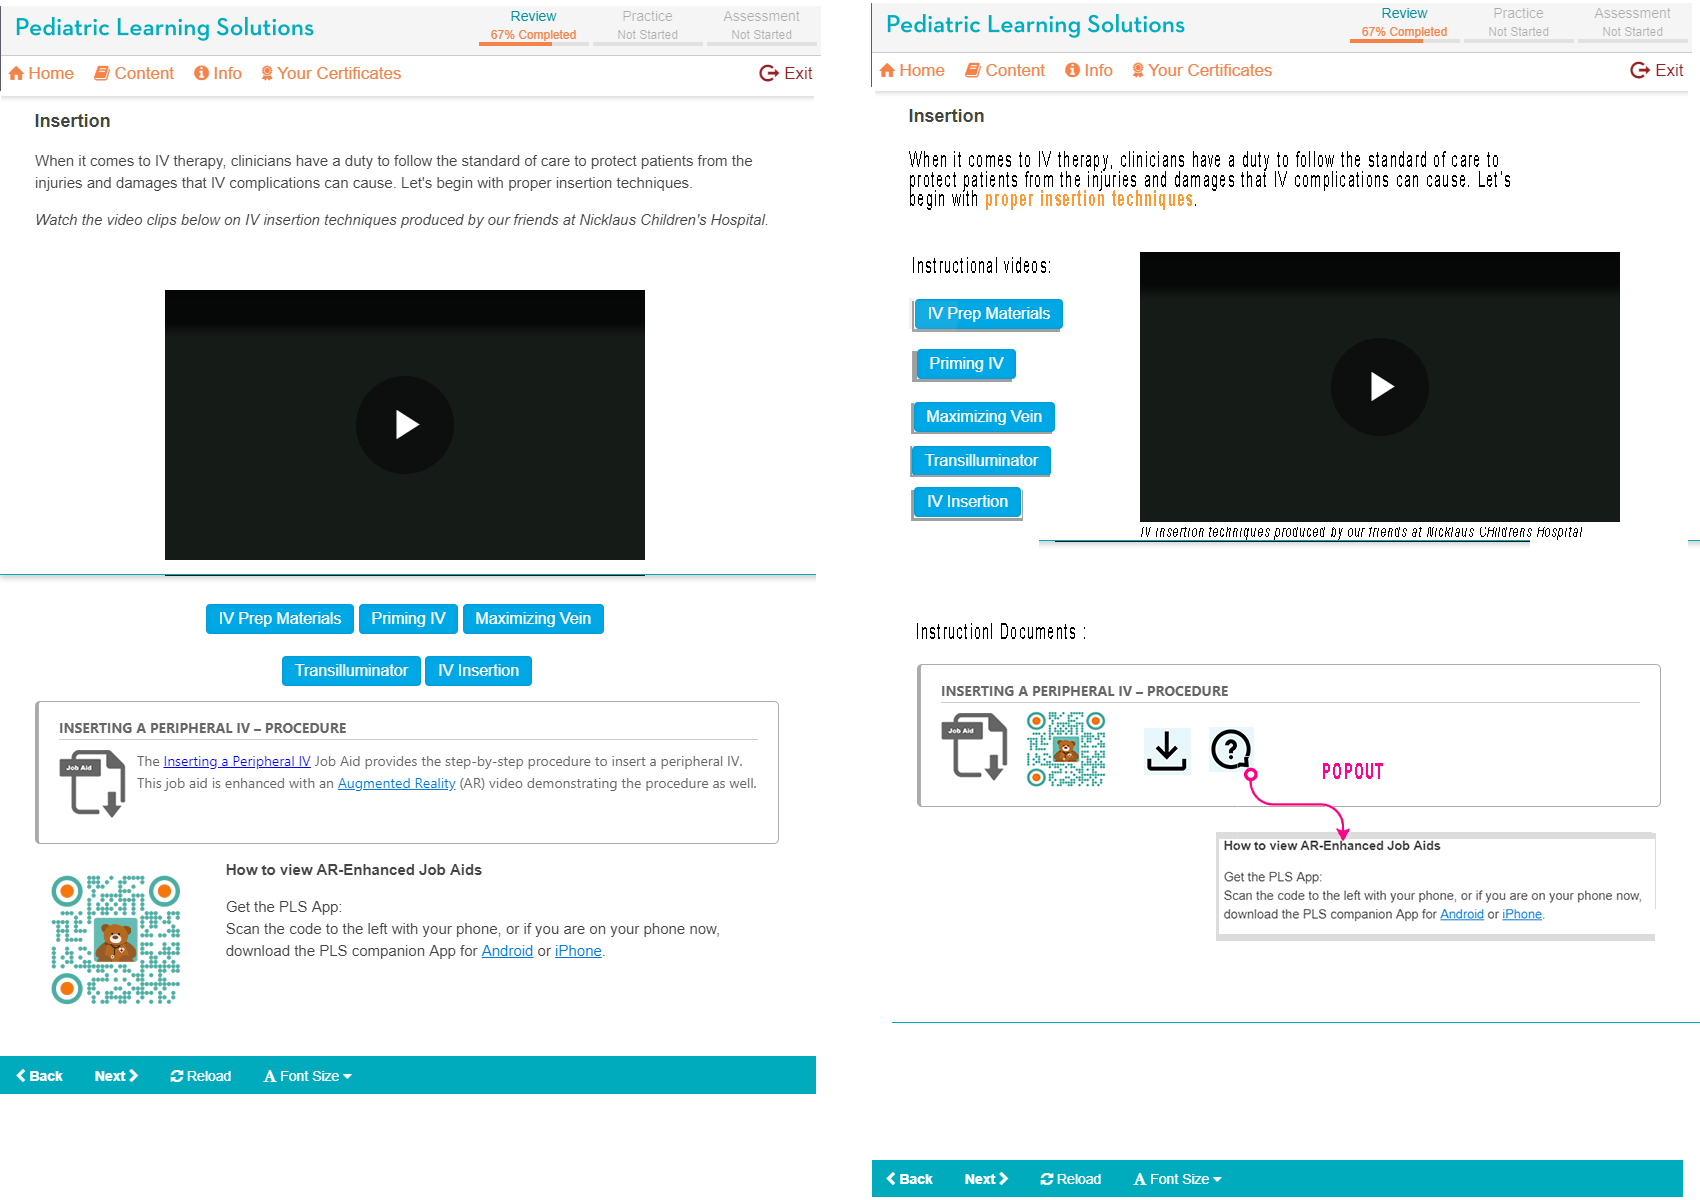 Pediatric Learning Solutions
Review
67% Completed
Practice
Not Started
Assessment
Not Started
Home
Content
Info
Your Certificates
Exit
Insertion
When it comes to IV therapy, clinicians have a duty to follow the standard of care to protect patients from the
injuries and damages that IV complications can cause. Let's begin with proper insertion techniques.
Watch the video clips below on IV insertion techniques produced by our friends at Nicklaus Children's Hospital.
IV Prep Materials
Priming IV
Maximizing Vein
Transilluminator
IV Insertion
INSERTING A PERIPHERAL IV – PROCEDURE
Job Aid
The Inserting a Peripheral IV Job Aid provides the step-by-step procedure to insert a peripheral IV.
This job aid is enhanced with an Augmented Reality (AR) video demonstrating the procedure as well.
How to view AR-Enhanced Job Aids
Get the PLS App:
Scan the code to the left with your phone, or if you are on your phone now,
download the PLS companion App for Android or iPhone.
Back
Next
Reload
A Font Size
Pediatric Learning Solutions
Review
67% Completed
Practice
Not Started
Assessment
Not Started
Home
Content
Info
Your Certificates
Exit
Insertion
When it comes to IV therapy, clinicians have a duty to follow the standard of care to
protect patients from the injuries and damages that IV complications can cause. Let's
begin with proper insertion techniques.
Instructional videos:
IV Prep Materials
Priming IV
Maximizing Vein
Transilluminator
IV Insertion
IV insertion techniques produced by our friends at Nicklaus CHildrens Hospital
Instructionl Documents :
INSERTING A PERIPHERAL IV – PROCEDURE
Job Aid
?
POPOUT
How to view AR-Enhanced Job Aids
Get the PLS App:
Scan the code to the left with your phone, or if you are on your phone now,
download the PLS companion App for Android or iPhone.
Back
Next
Reload
A Font Size